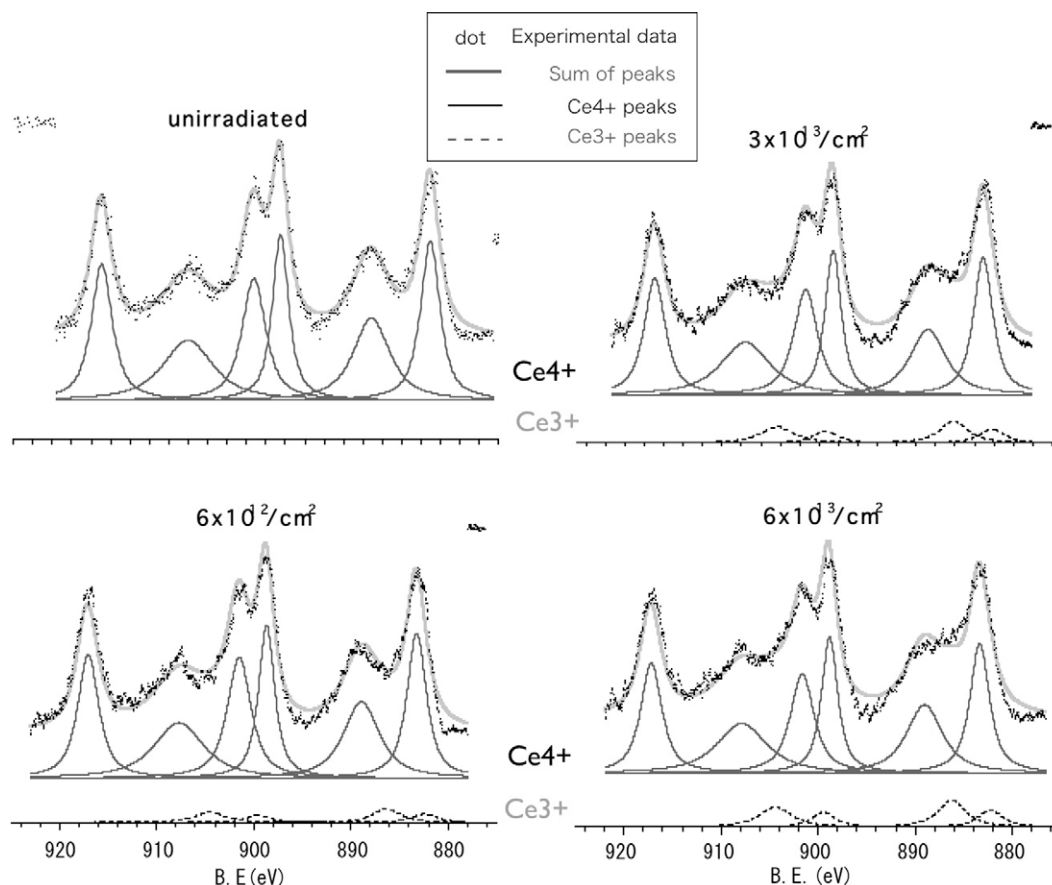 dot Experimental data
Sum of peaks
Ce4+ peaks
Ce3+ peaks
unirradiated
3x10¹³/cm²
Ce4+
Ce3+
6x10¹²/cm²
6x10¹³/cm²
Ce4+
Ce3+
920 910 900 890 880
B. E (eV)
920 910 900 890 880
B. E. (eV)